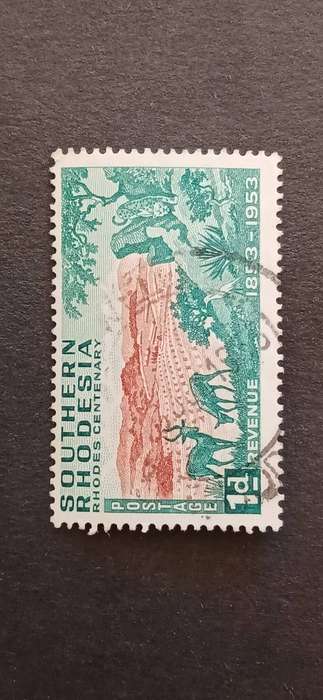 SOUTHERN
RHODESIA
RHODES CENTENARY
POSTAGE
1d
REVENUE
1853-1953